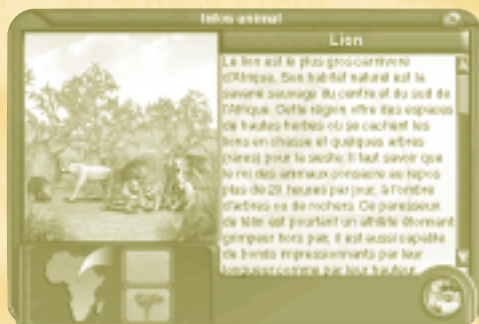 Infos animal
Lion
Le lion est le plus gros carnivore
d'Afrique. Son habitat naturel est la
savane sauvage du centre et du sud de
l'Afrique. Cette région offre des espaces
de hautes herbes où se cachent les
lions en chasse et quelques arbres
(rares) pour la sieste. Il faut savoir que
le roi des animaux consacre au repos
plus de 20 heures par jour, à l'ombre
d'arbres ou de rochers. Ce paresseux
de félin est pourtant un athlète étonnant
grimpeur hors pair, il est aussi capable
de bonds impressionnants par leur
longueur comme par leur hauteur.